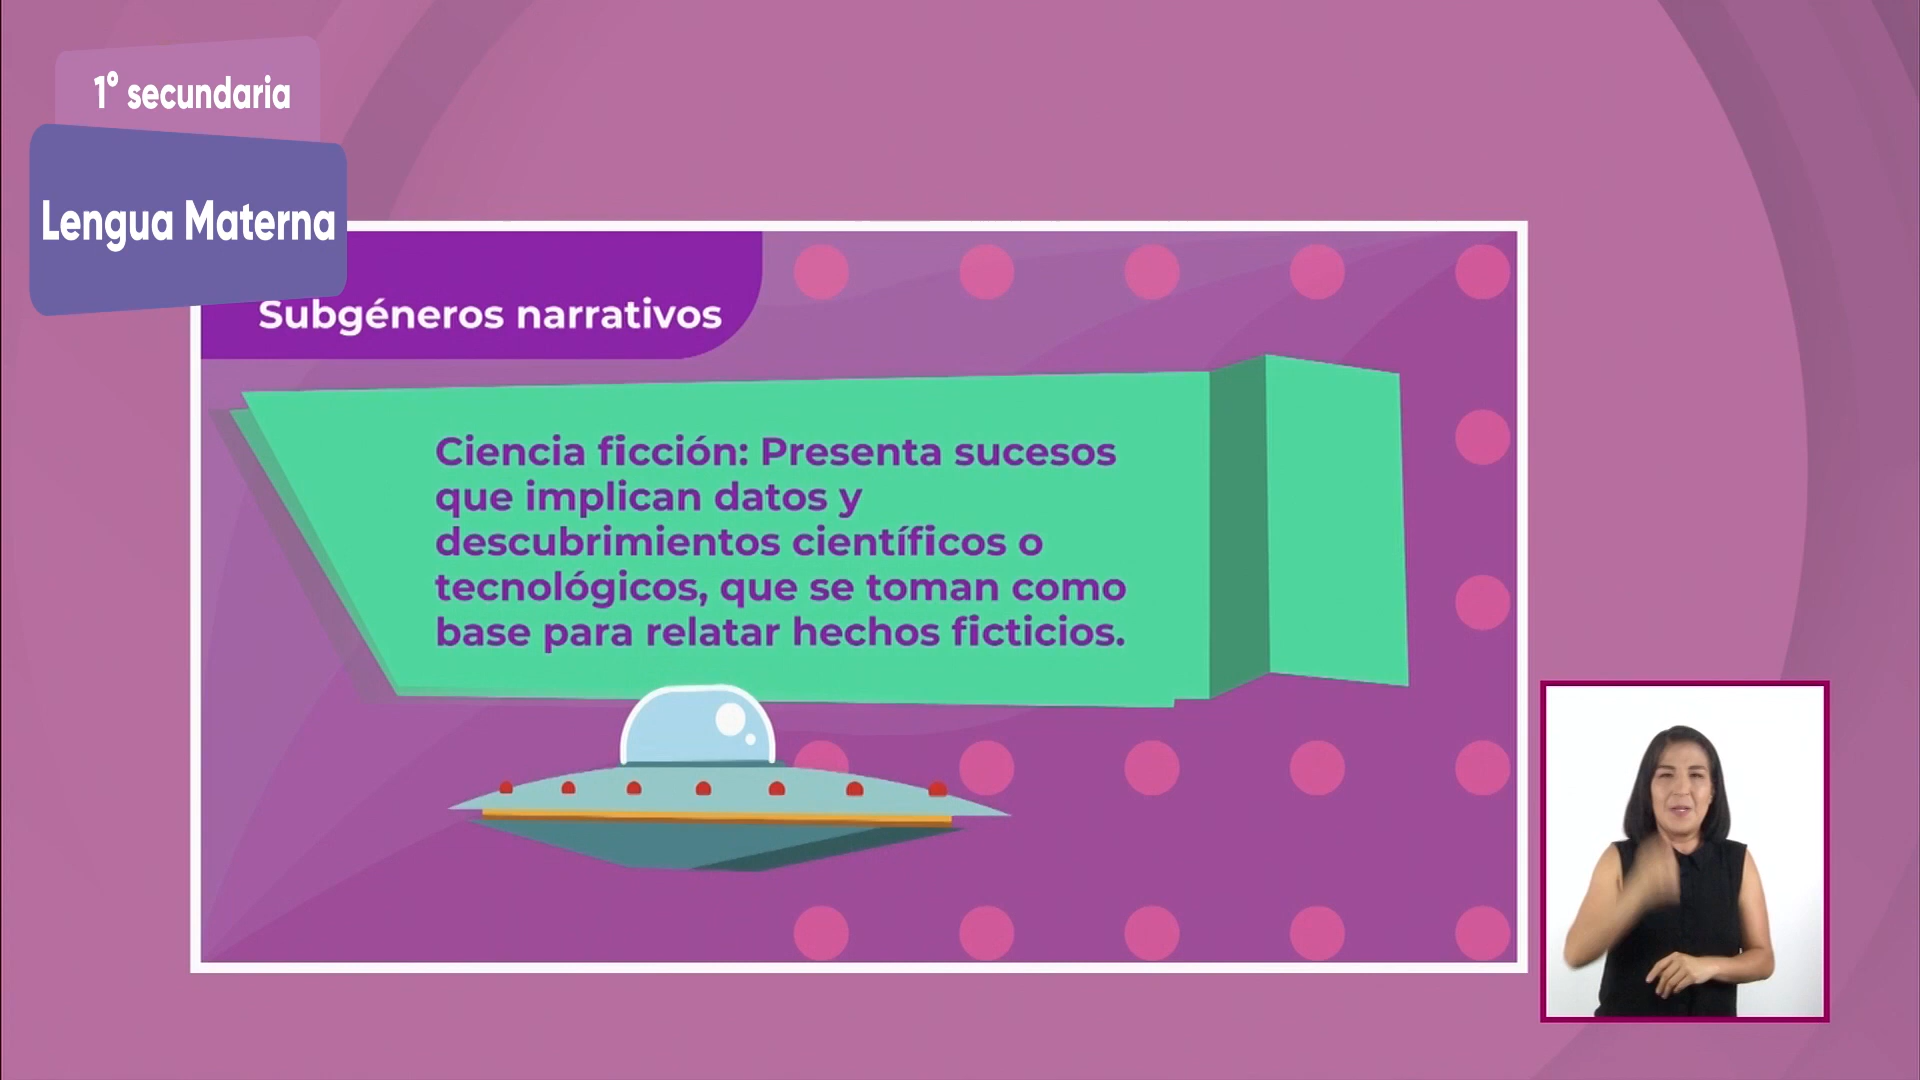 1° secundaria
Lengua Materna
Subgéneros narrativos
Ciencia ficción: Presenta sucesos
que implican datos y
descubrimientos científicos o
tecnológicos, que se toman como
base para relatar hechos ficticios.